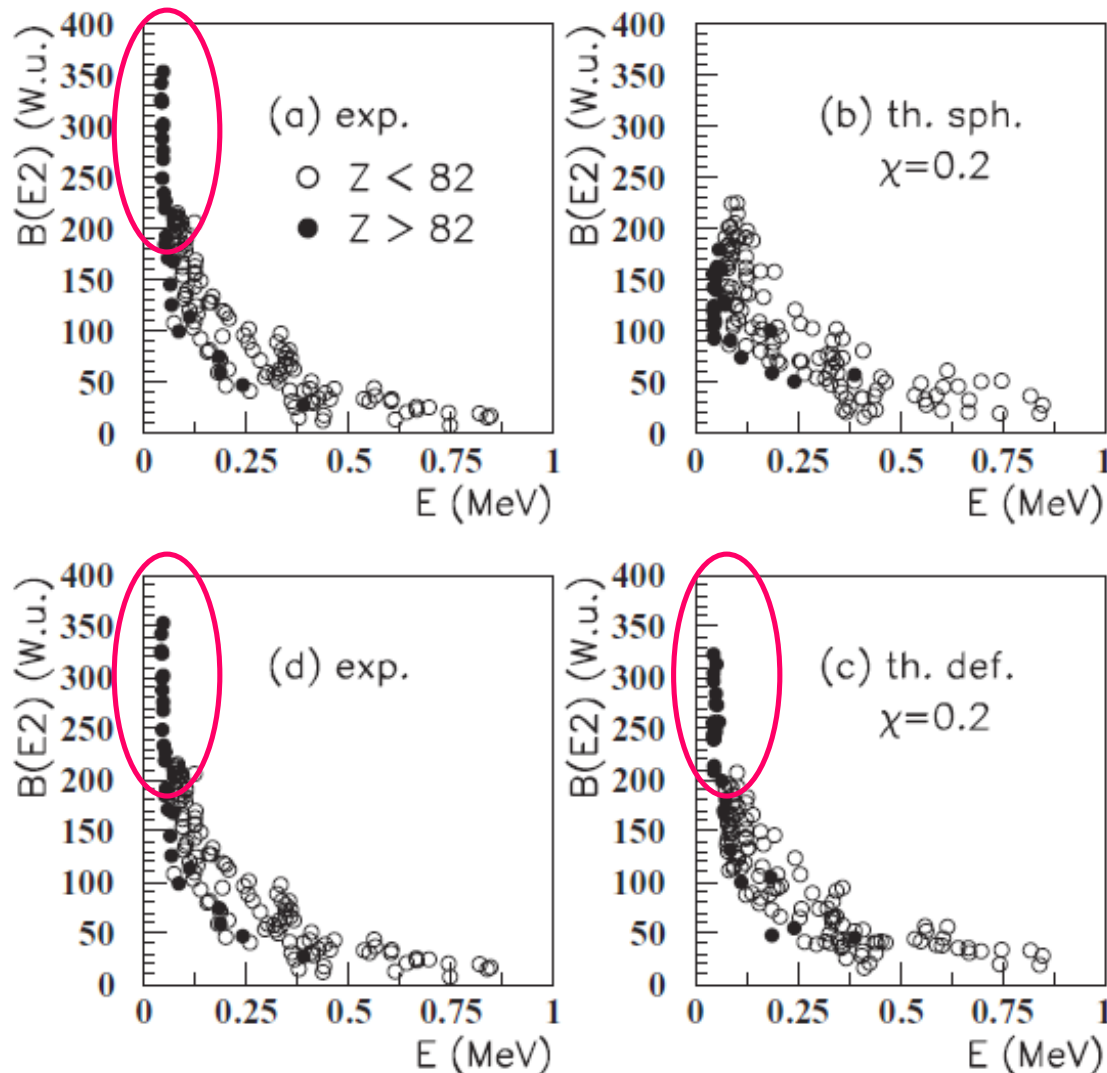 B(E2) (W.u.)
400
350
300
250
200
150
100
50
0
(a) exp.
Z < 82
Z > 82
0 0.25 0.5 0.75 1
E (MeV)
B(E2) (W.u.)
400
350
300
250
200
150
100
50
0
(b) th. sph.
χ=0.2
0 0.25 0.5 0.75 1
E (MeV)
B(E2) (W.u.)
400
350
300
250
200
150
100
50
0
(d) exp.
0 0.25 0.5 0.75 1
E (MeV)
B(E2) (W.u.)
400
350
300
250
200
150
100
50
0
(c) th. def.
χ=0.2
0 0.25 0.5 0.75 1
E (MeV)